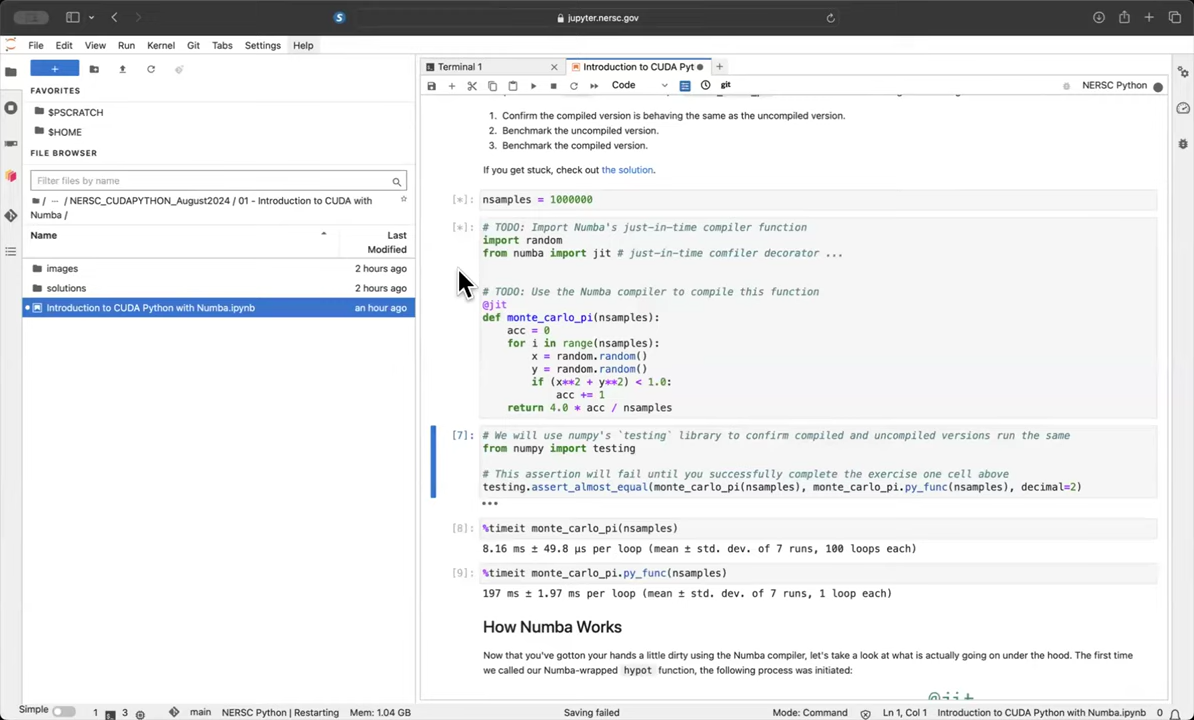 jupyter.nersc.gov
File Edit View Run Kernel Git Tabs Settings Help
FAVORITES
$PSCRATCH
$HOME
FILE BROWSER
Filter files by name
/ ··· / NERSC_CUDAPYTHON_August2024 / 01 - Introduction to CUDA with
Numba /
Name Last
Modified
images 2 hours ago
solutions 2 hours ago
Introduction to CUDA Python with Numba.ipynb an hour ago
Terminal 1
Introduction to CUDA Pyt
Code
git
NERSC Python
1. Confirm the compiled version is behaving the same as the uncompiled version.
2. Benchmark the uncompiled version.
3. Benchmark the compiled version.
If you get stuck, check out the solution.
[*]: nsamples = 1000000
[*]: # TODO: Import Numba's just-in-time compiler function
import random
from numba import jit # just-in-time comfiler decorator ...
# TODO: Use the Numba compiler to compile this function
@jit
def monte_carlo_pi(nsamples):
acc = 0
for i in range(nsamples):
x = random.random()
y = random.random()
if (x**2 + y**2) < 1.0:
acc += 1
return 4.0 * acc / nsamples
[7]: # We will use numpy's `testing` library to confirm compiled and uncompiled versions run the same
from numpy import testing
# This assertion will fail until you successfully complete the exercise one cell above
testing.assert_almost_equal(monte_carlo_pi(nsamples), monte_carlo_pi.py_func(nsamples), decimal=2)
•••
[8]: %timeit monte_carlo_pi(nsamples)
8.16 ms ± 49.8 µs per loop (mean ± std. dev. of 7 runs, 100 loops each)
[9]: %timeit monte_carlo_pi.py_func(nsamples)
197 ms ± 1.97 ms per loop (mean ± std. dev. of 7 runs, 1 loop each)
How Numba Works
Now that you've gotton your hands a little dirty using the Numba compiler, let's take a look at what is actually going on under the hood. The first time
we called our Numba-wrapped hypot function, the following process was initiated:
@jit
Simple 1 3 main NERSC Python | Restarting Mem: 1.04 GB Saving failed Mode: Command Ln 1, Col 1 Introduction to CUDA Python with Numba.ipynb 0